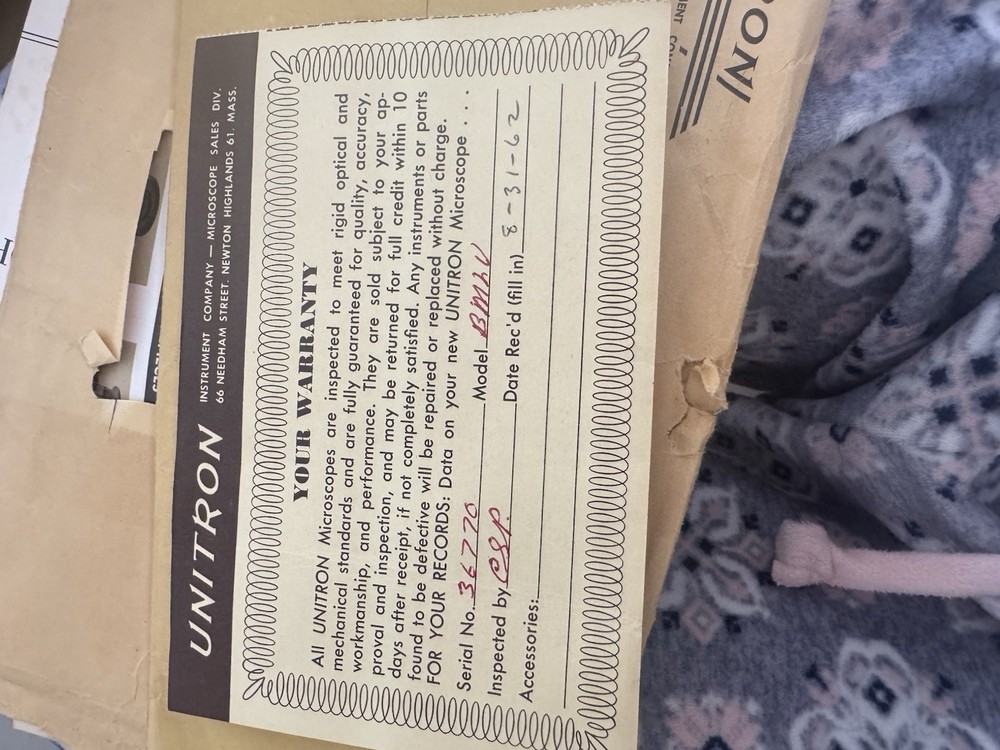 UNITRON
INSTRUMENT COMPANY — MICROSCOPE SALES DIV.
66 NEEDHAM STREET. NEWTON HIGHLANDS 61. MASS.
YOUR WARRANTY
All UNITRON Microscopes are inspected to meet rigid optical and
mechanical standards and are fully guaranteed for quality, accuracy,
workmanship, and performance. They are sold subject to your ap-
proval and inspection, and may be returned for full credit within 10
days after receipt, if not completely satisfied. Any instruments or parts
found to be defective will be repaired or replaced without charge.
FOR YOUR RECORDS: Data on your new UNITRON Microscope . . . .
Serial No. 36770 Model
Inspected by Date Rec'd (fill in) 8-31-62
Accessories: